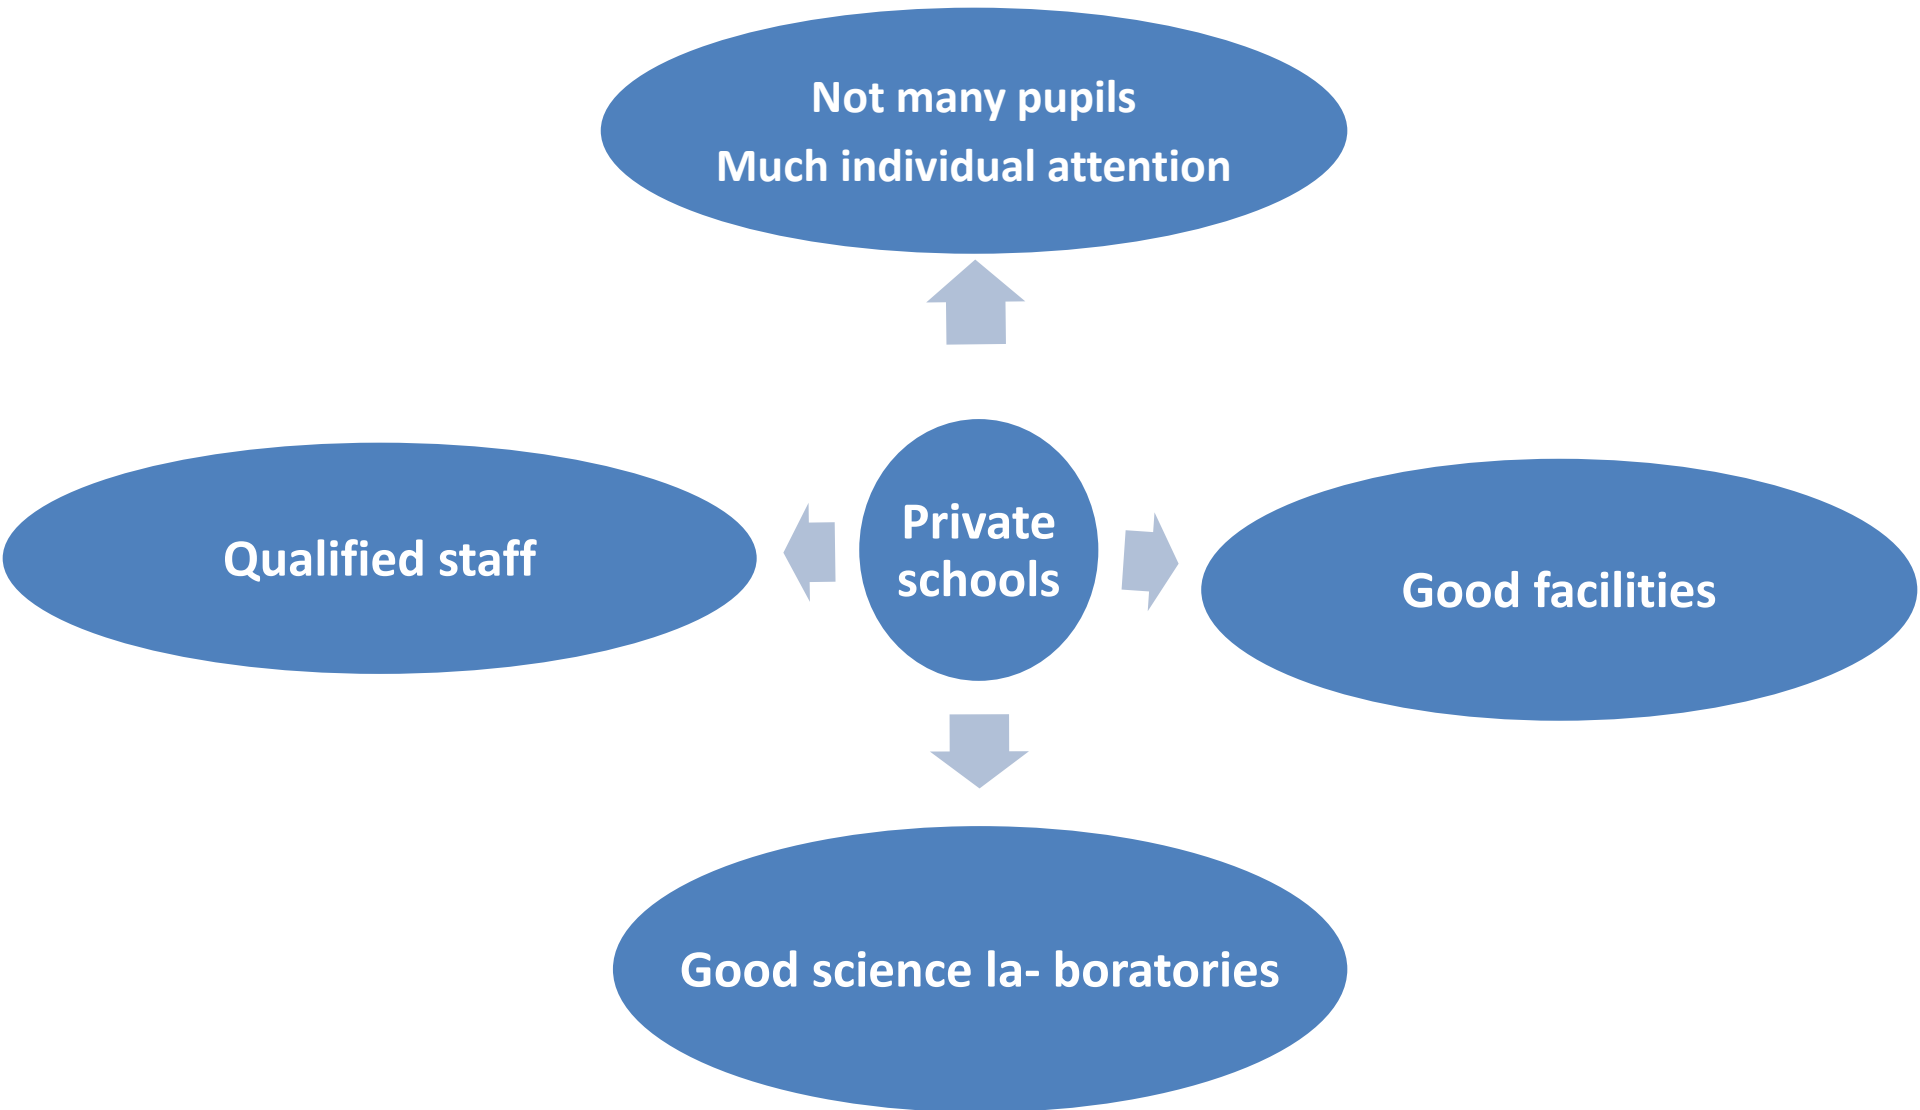 Not many pupils
Much individual attention
Qualified staff
Private
schools
Good facilities
Good science la- boratories